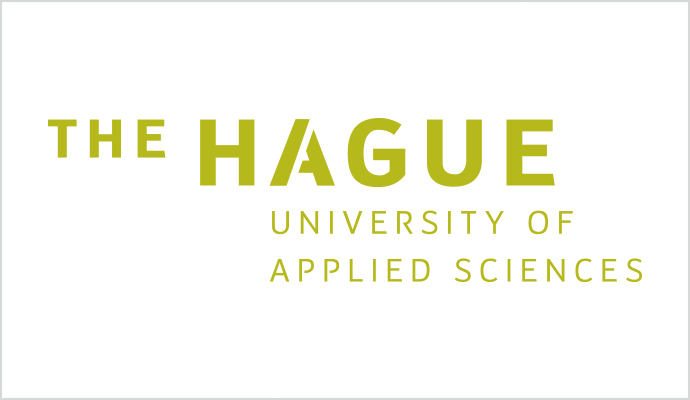 THE HAGUE
UNIVERSITY OF
APPLIED SCIENCES